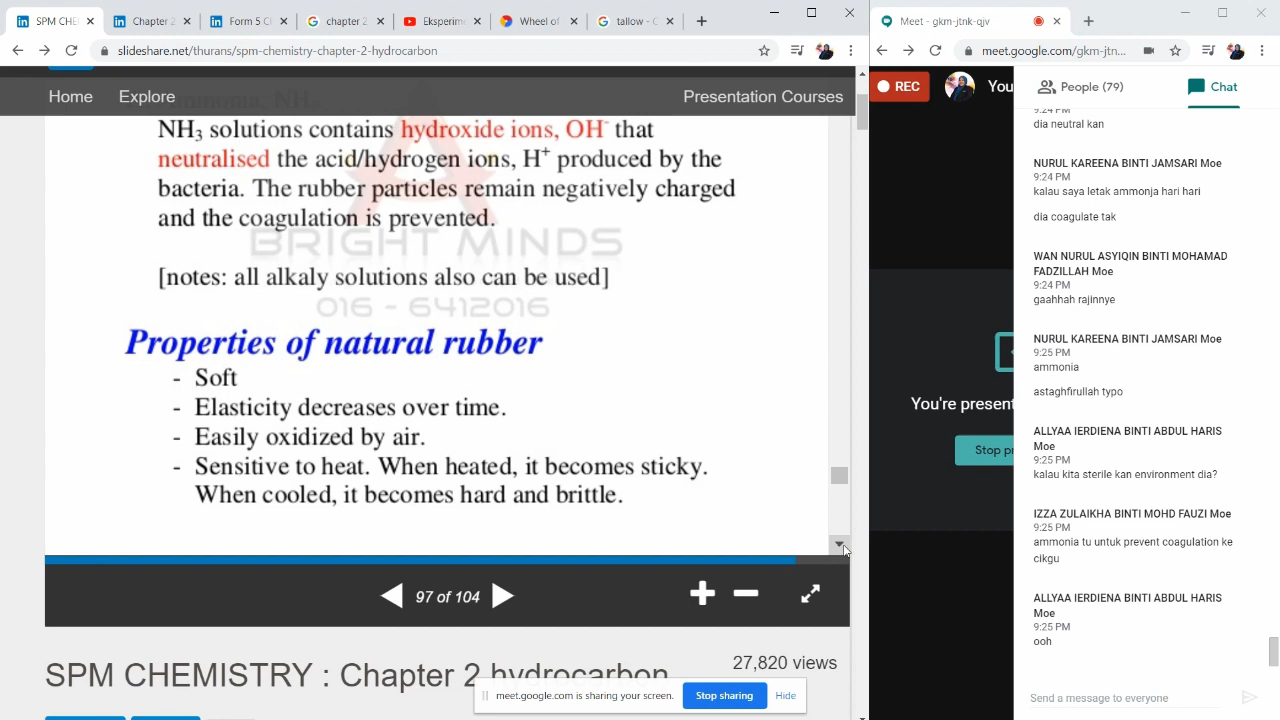 SPM CHE
Chapter 2
Form 5 Ch
chapter 2
Eksperime
Wheel of
tallow - G
Meet - gkm-jtnk-qjv
slideshare.net/thurans/spm-chemistry-chapter-2-hydrocarbon
meet.google.com/gkm-jtn...
Home
Explore
Presentation Courses
NH3 solutions contains hydroxide ions, OH- that
neutralised the acid/hydrogen ions, H+ produced by the
bacteria. The rubber particles remain negatively charged
and the coagulation is prevented.
BRIGHT MINDS
[notes: all alkaly solutions also can be used]
016 - 6412016
Properties of natural rubber
- Soft
- Elasticity decreases over time.
- Easily oxidized by air.
- Sensitive to heat. When heated, it becomes sticky.
When cooled, it becomes hard and brittle.
97 of 104
SPM CHEMISTRY : Chapter 2 hydrocarbon
27,820 views
meet.google.com is sharing your screen.
Stop sharing
Hide
REC
You
You're present
Stop pr
People (79)
Chat
9:24 PM
dia neutral kan
NURUL KAREENA BINTI JAMSARI Moe
9:24 PM
kalau saya letak ammonja hari hari
dia coagulate tak
WAN NURUL ASYIQIN BINTI MOHAMAD
FADZILLAH Moe
9:24 PM
gaahhah rajinnye
NURUL KAREENA BINTI JAMSARI Moe
9:25 PM
ammonia
astaghfirullah typo
ALLYAA IERDIENA BINTI ABDUL HARIS
Moe
9:25 PM
kalau kita sterile kan environment dia?
IZZA ZULAIKHA BINTI MOHD FAUZI Moe
9:25 PM
ammonia tu untuk prevent coagulation ke
cikgu
ALLYAA IERDIENA BINTI ABDUL HARIS
Moe
9:25 PM
ooh
Send a message to everyone